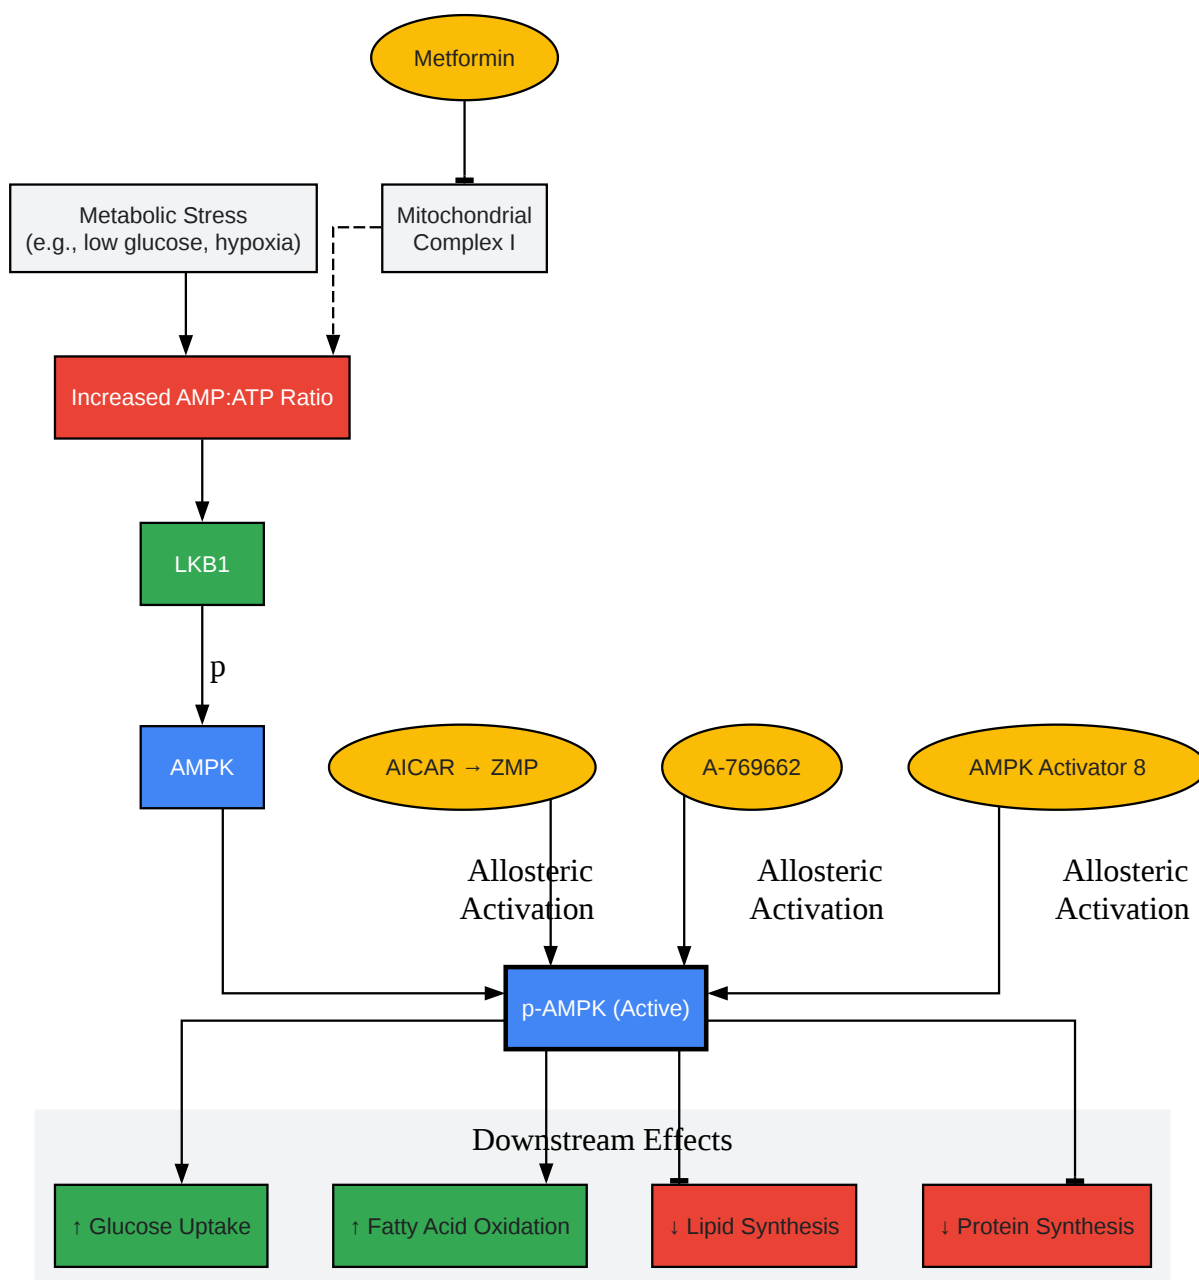 Metformin
Metabolic Stress
(e.g., low glucose, hypoxia)
Mitochondrial
Complex I
Increased AMP:ATP Ratio
LKB1
p
AMPK
AICAR → ZMP
A-769662
AMPK Activator 8
Allosteric
Activation
Allosteric
Activation
Allosteric
Activation
p-AMPK (Active)
Downstream Effects
↑ Glucose Uptake
↑ Fatty Acid Oxidation
↓ Lipid Synthesis
↓ Protein Synthesis